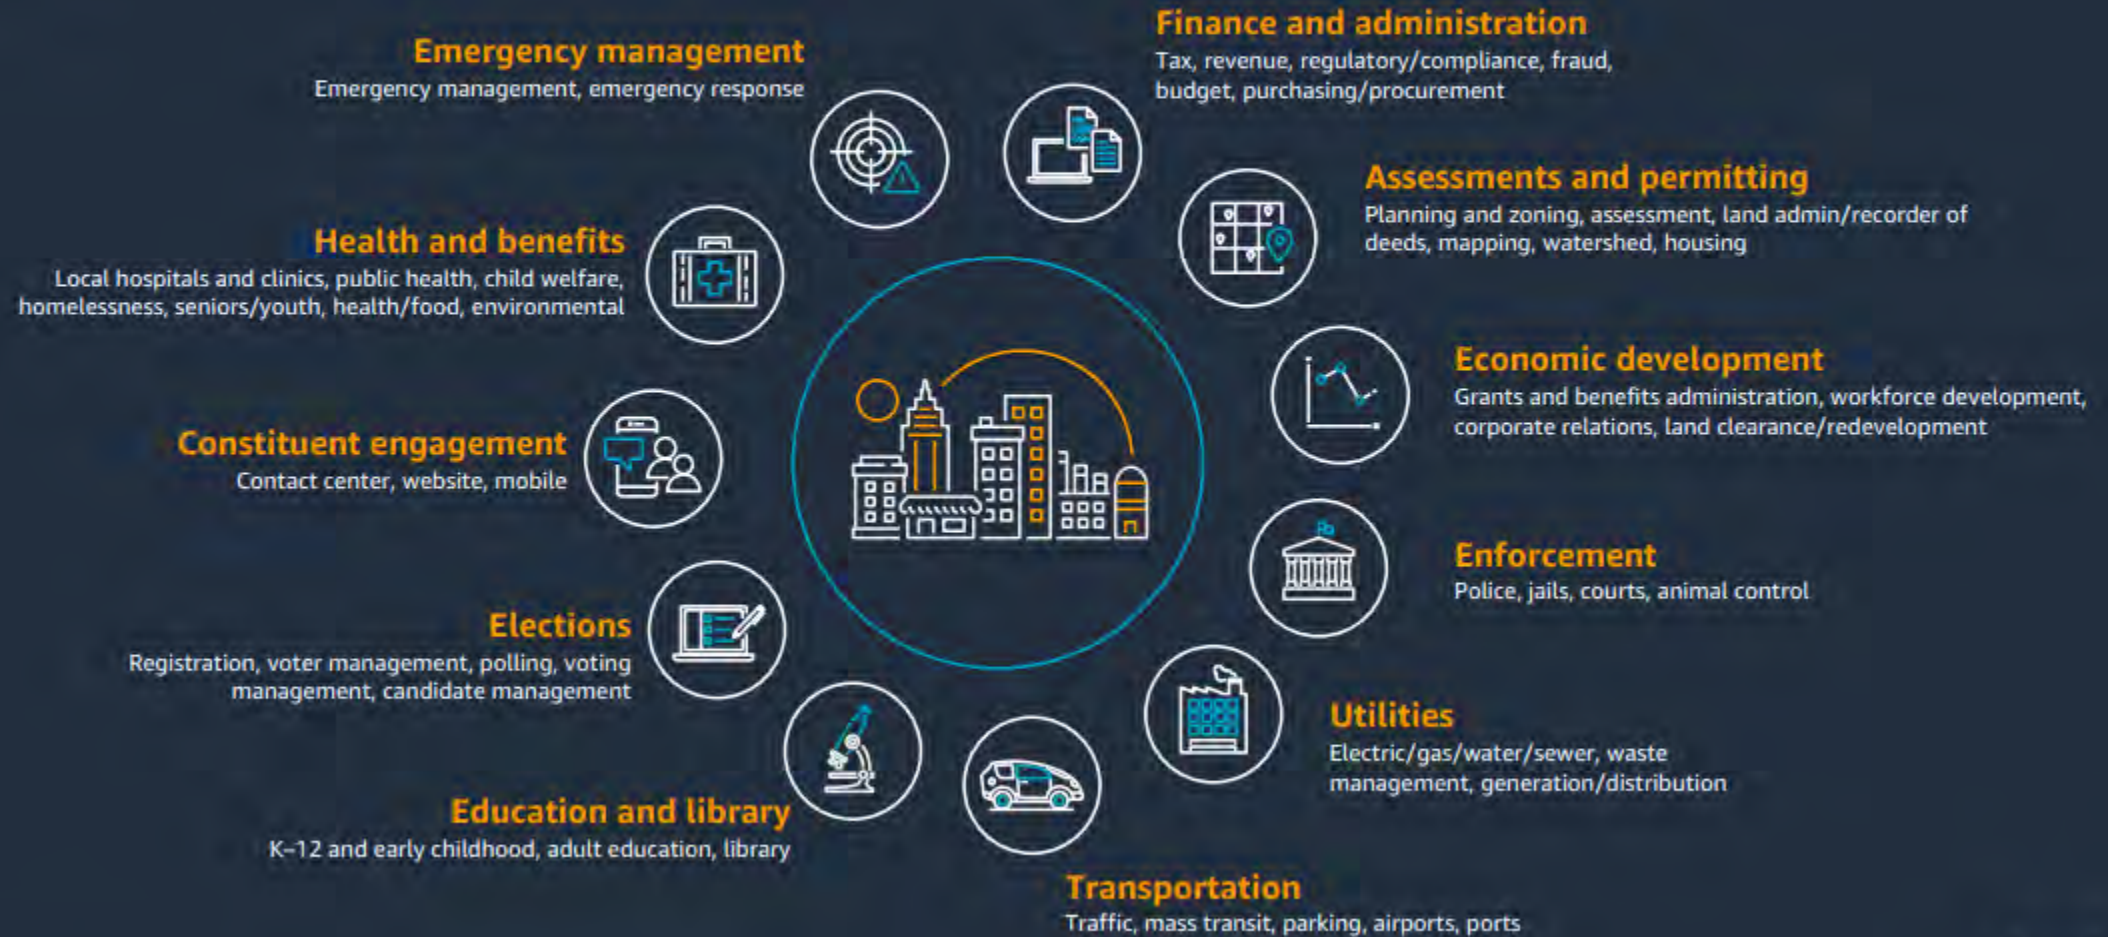 Emergency management
Emergency management, emergency response
Finance and administration
Tax, revenue, regulatory/compliance, fraud,
budget, purchasing/procurement
Assessments and permitting
Planning and zoning, assessment, land admin/recorder of
deeds, mapping, watershed, housing
Health and benefits
Local hospitals and clinics, public health, child welfare,
homelessness, seniors/youth, health/food, environmental
Economic development
Grants and benefits administration, workforce development,
corporate relations, land clearance/redevelopment
Constituent engagement
Contact center, website, mobile
Enforcement
Police, jails, courts, animal control
Elections
Registration, voter management, polling, voting
management, candidate management
Utilities
Electric/gas/water/sewer, waste
management, generation/distribution
Education and library
K–12 and early childhood, adult education, library
Transportation
Traffic, mass transit, parking, airports, ports